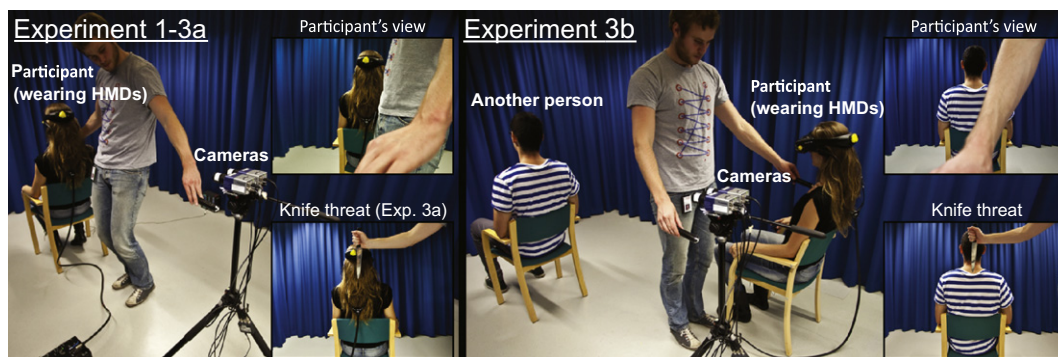 Experiment 1-3a
Participant's view
Participant
(wearing HMDs)
Cameras
Knife threat (Exp. 3a)
Experiment 3b
Participant's view
Another person
Participant
(wearing HMDs)
Cameras
Knife threat